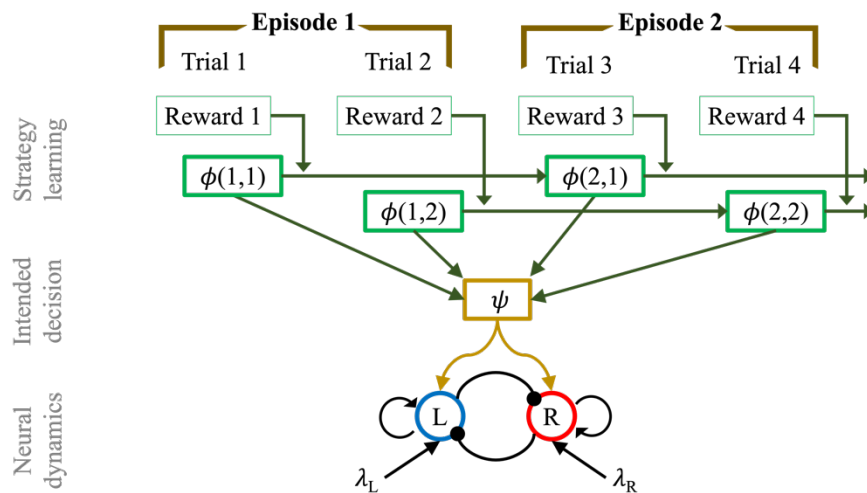 Episode 1
Episode 2
Trial 1
Trial 2
Trial 3
Trial 4
Strategy
learning
Reward 1
Reward 2
Reward 3
Reward 4
ϕ(1,1)
ϕ(2,1)
ϕ(1,2)
ϕ(2,2)
Intended
decision
ψ
Neural
dynamics
L
R
λL
λR